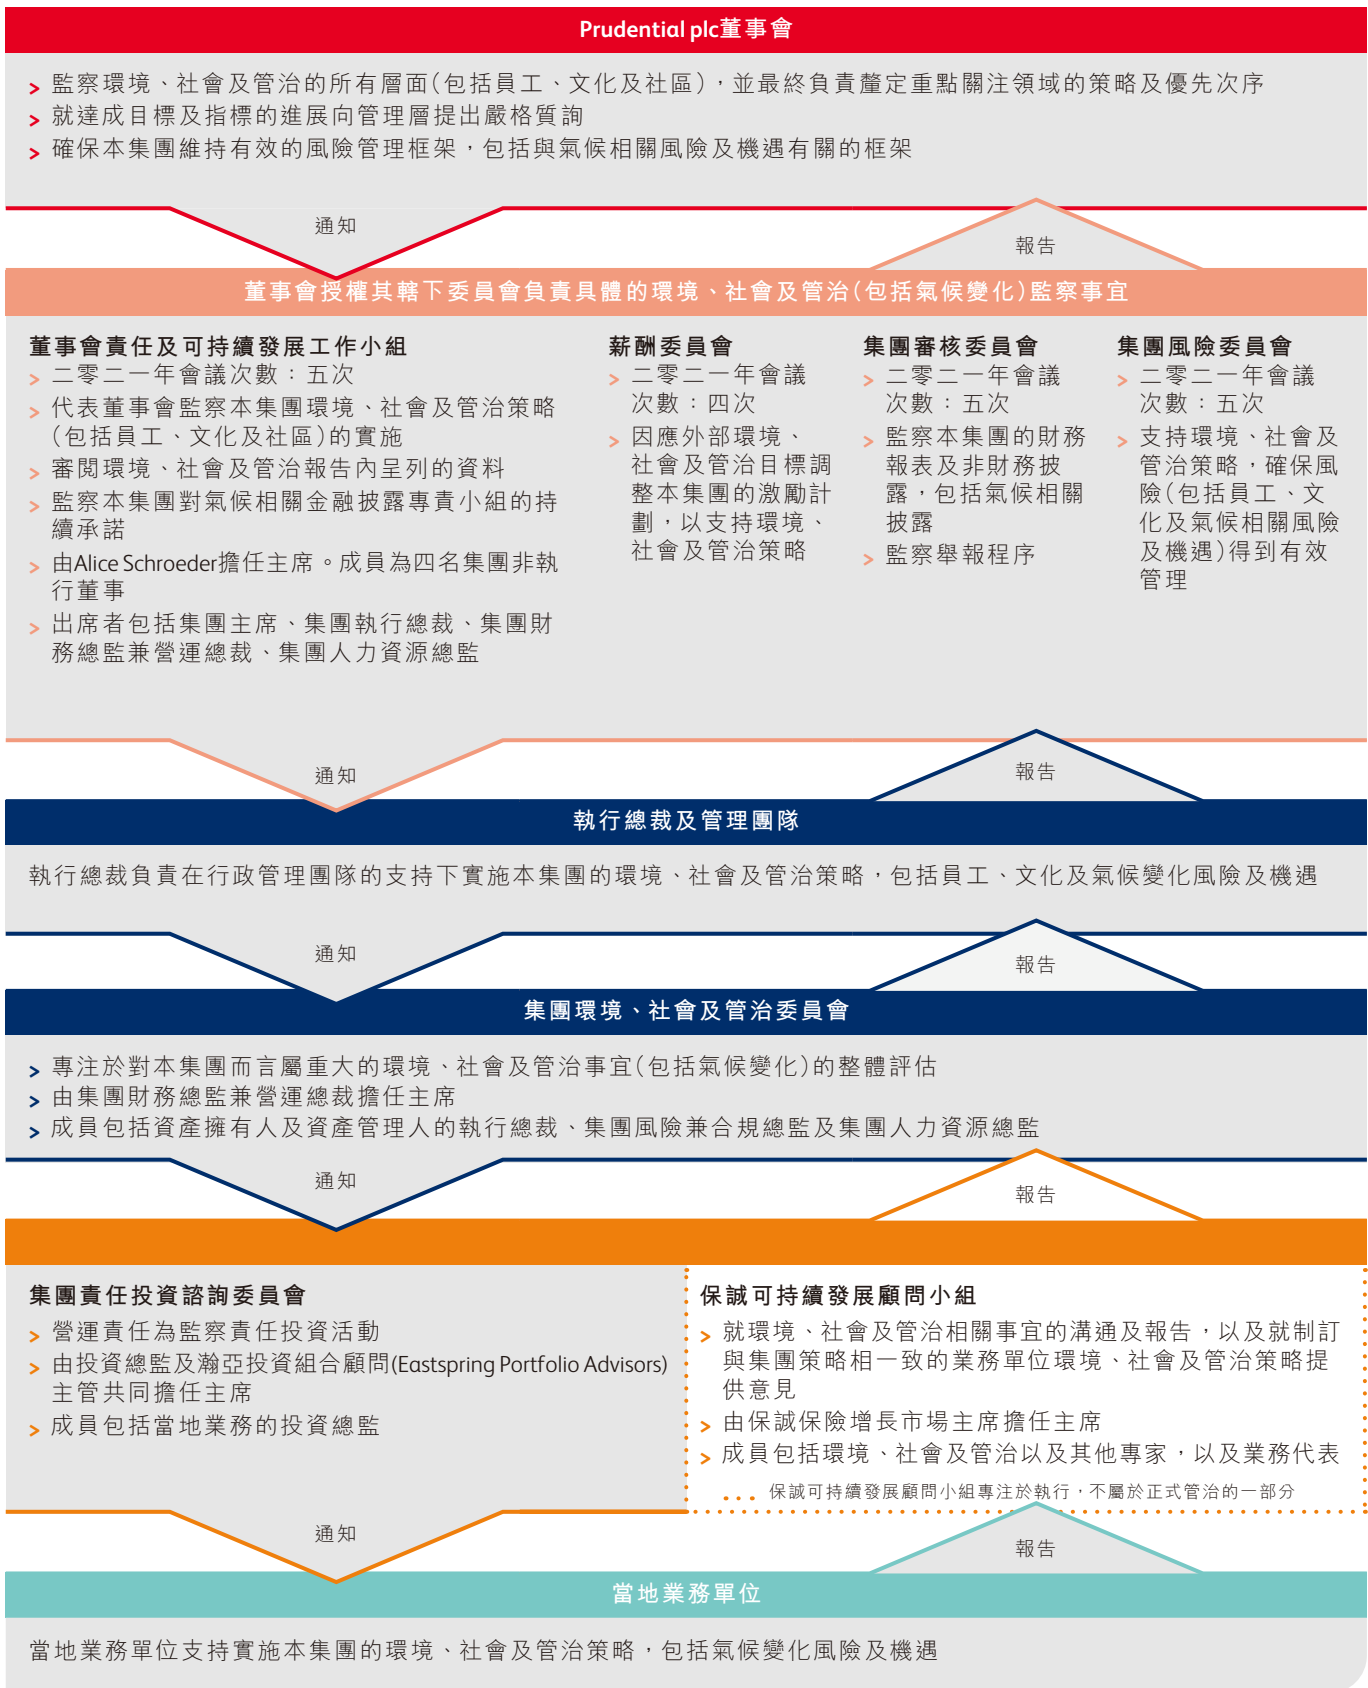 Prudential plc董事會
> 監察環境、社會及管治的所有層面(包括員工、文化及社區)，並最終負責釐定重點關注領域的策略及優先次序
> 就達成目標及指標的進展向管理層提出嚴格質詢
> 確保本集團維持有效的風險管理框架，包括與氣候相關風險及機遇有關的框架
通知
報告
董事會授權其轄下委員會負責具體的環境、社會及管治(包括氣候變化)監察事宜
董事會責任及可持續發展工作小組
> 二零二一年會議次數：五次
> 代表董事會監察本集團環境、社會及管治策略
(包括員工、文化及社區)的實施
> 審閱環境、社會及管治報告內呈列的資料
> 監察本集團對氣候相關金融披露專責小組的持
續承諾
> 由Alice Schroeder擔任主席。成員為四名集團非執
行董事
> 出席者包括集團主席、集團執行總裁、集團財
務總監兼營運總裁、集團人力資源總監
薪酬委員會
> 二零二一年會議
次數：四次
> 因應外部環境、
社會及管治目標調
整本集團的激勵計
劃，以支持環境、
社會及管治策略
集團審核委員會
> 二零二一年會議
次數：五次
> 監察本集團的財務
報表及非財務披
露，包括氣候相關
披露
> 監察舉報程序
集團風險委員會
> 二零二一年會議
次數：五次
> 支持環境、社會及
管治策略，確保風
險(包括員工、文
化及氣候相關風險
及機遇)得到有效
管理
通知
報告
執行總裁及管理團隊
執行總裁負責在行政管理團隊的支持下實施本集團的環境、社會及管治策略，包括員工、文化及氣候變化風險及機遇
通知
報告
集團環境、社會及管治委員會
> 專注於對本集團而言屬重大的環境、社會及管治事宜(包括氣候變化)的整體評估
> 由集團財務總監兼營運總裁擔任主席
> 成員包括資產擁有人及資產管理人的執行總裁、集團風險兼合規總監及集團人力資源總監
通知
報告
集團責任投資諮詢委員會
> 營運責任為監察責任投資活動
> 由投資總監及瀚亞投資組合顧問(Eastspring Portfolio Advisors)
主管共同擔任主席
> 成員包括當地業務的投資總監
保誠可持續發展顧問小組
> 就環境、社會及管治相關事宜的溝通及報告，以及就制訂
與集團策略相一致的業務單位環境、社會及管治策略提
供意見
> 由保誠保險增長市場主席擔任主席
> 成員包括環境、社會及管治以及其他專家，以及業務代表
... 保誠可持續發展顧問小組專注於執行，不屬於正式管治的一部分
通知
報告
當地業務單位
當地業務單位支持實施本集團的環境、社會及管治策略，包括氣候變化風險及機遇